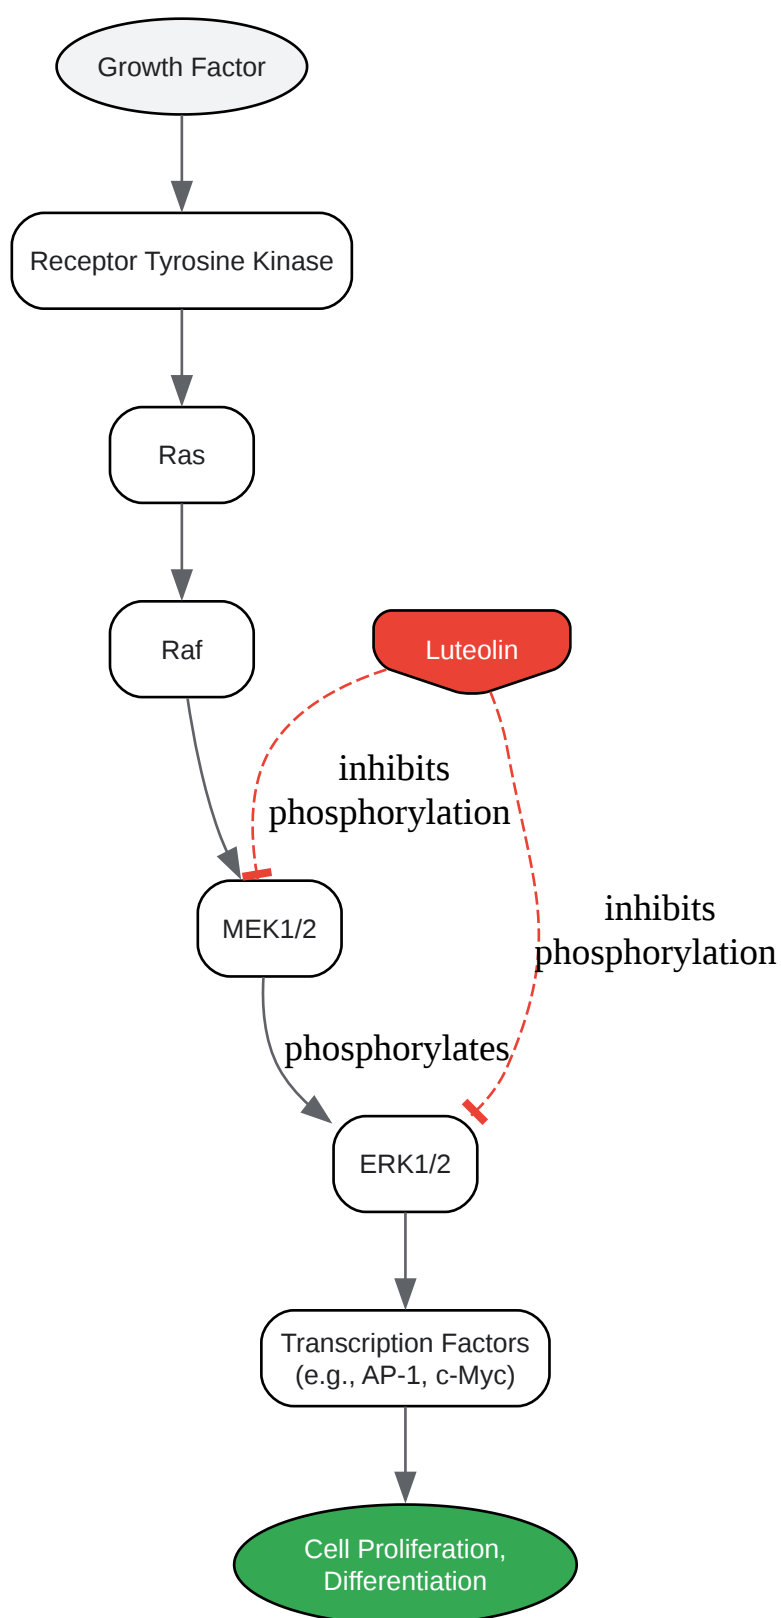 Growth Factor
Receptor Tyrosine Kinase
Ras
Raf
Luteolin
inhibits
phosphorylation
MEK1/2
inhibits
phosphorylation
phosphorylates
ERK1/2
Transcription Factors
(e.g., AP-1, c-Myc)
Cell Proliferation,
Differentiation